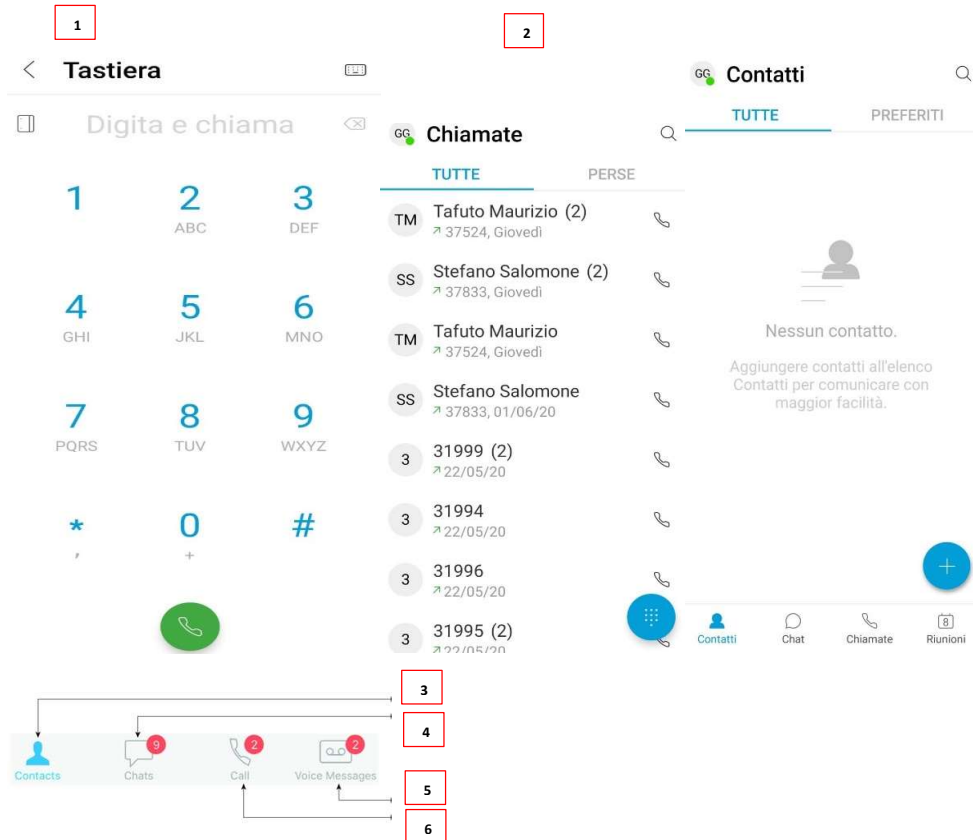 1
2
Tastiera
Digita e chiama
1
2
ABC
3
DEF
4
GHI
5
JKL
6
MNO
7
PQRS
8
TUV
9
WXYZ
*
,
0
+
#
GG Chiamate
TUTTE PERSE
TM Tafuto Maurizio (2)
37524, Giovedì
SS Stefano Salomone (2)
37833, Giovedì
TM Tafuto Maurizio
37524, Giovedì
SS Stefano Salomone
37833, 01/06/20
3 31999 (2)
22/05/20
3 31994
22/05/20
3 31996
22/05/20
3 31995 (2)
22/05/20
GG Contatti
TUTTE PREFERITI
Nessun contatto.
Aggiungere contatti all'elenco
Contatti per comunicare con
maggior facilità.
8
Contatti Chat Chiamate Riunioni
3
4
9 2 2
Contacts Chats Call Voice Messages
5
6